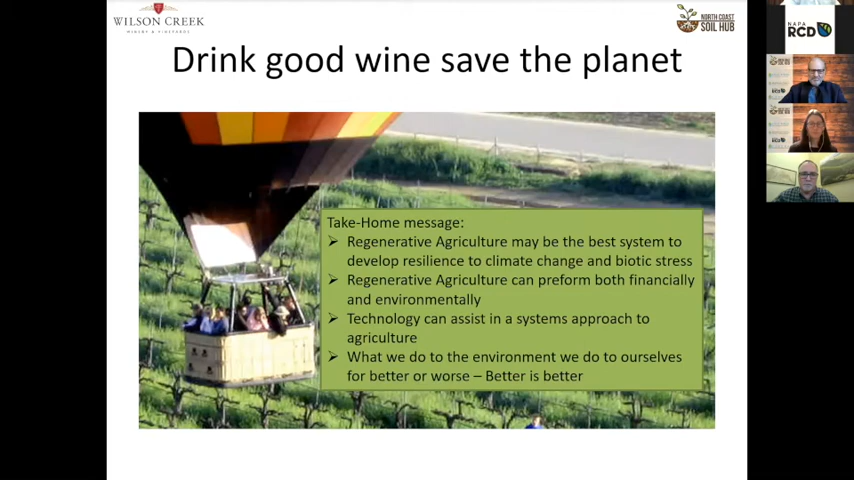 WILSON CREEK
WINERY & VINEYARDS
NORTH COAST
SOIL HUB
NAPA
RCD
Drink good wine save the planet
Take-Home message:
Regenerative Agriculture may be the best system to
develop resilience to climate change and biotic stress
Regenerative Agriculture can preform both financially
and environmentally
Technology can assist in a systems approach to
agriculture
What we do to the environment we do to ourselves
for better or worse – Better is better